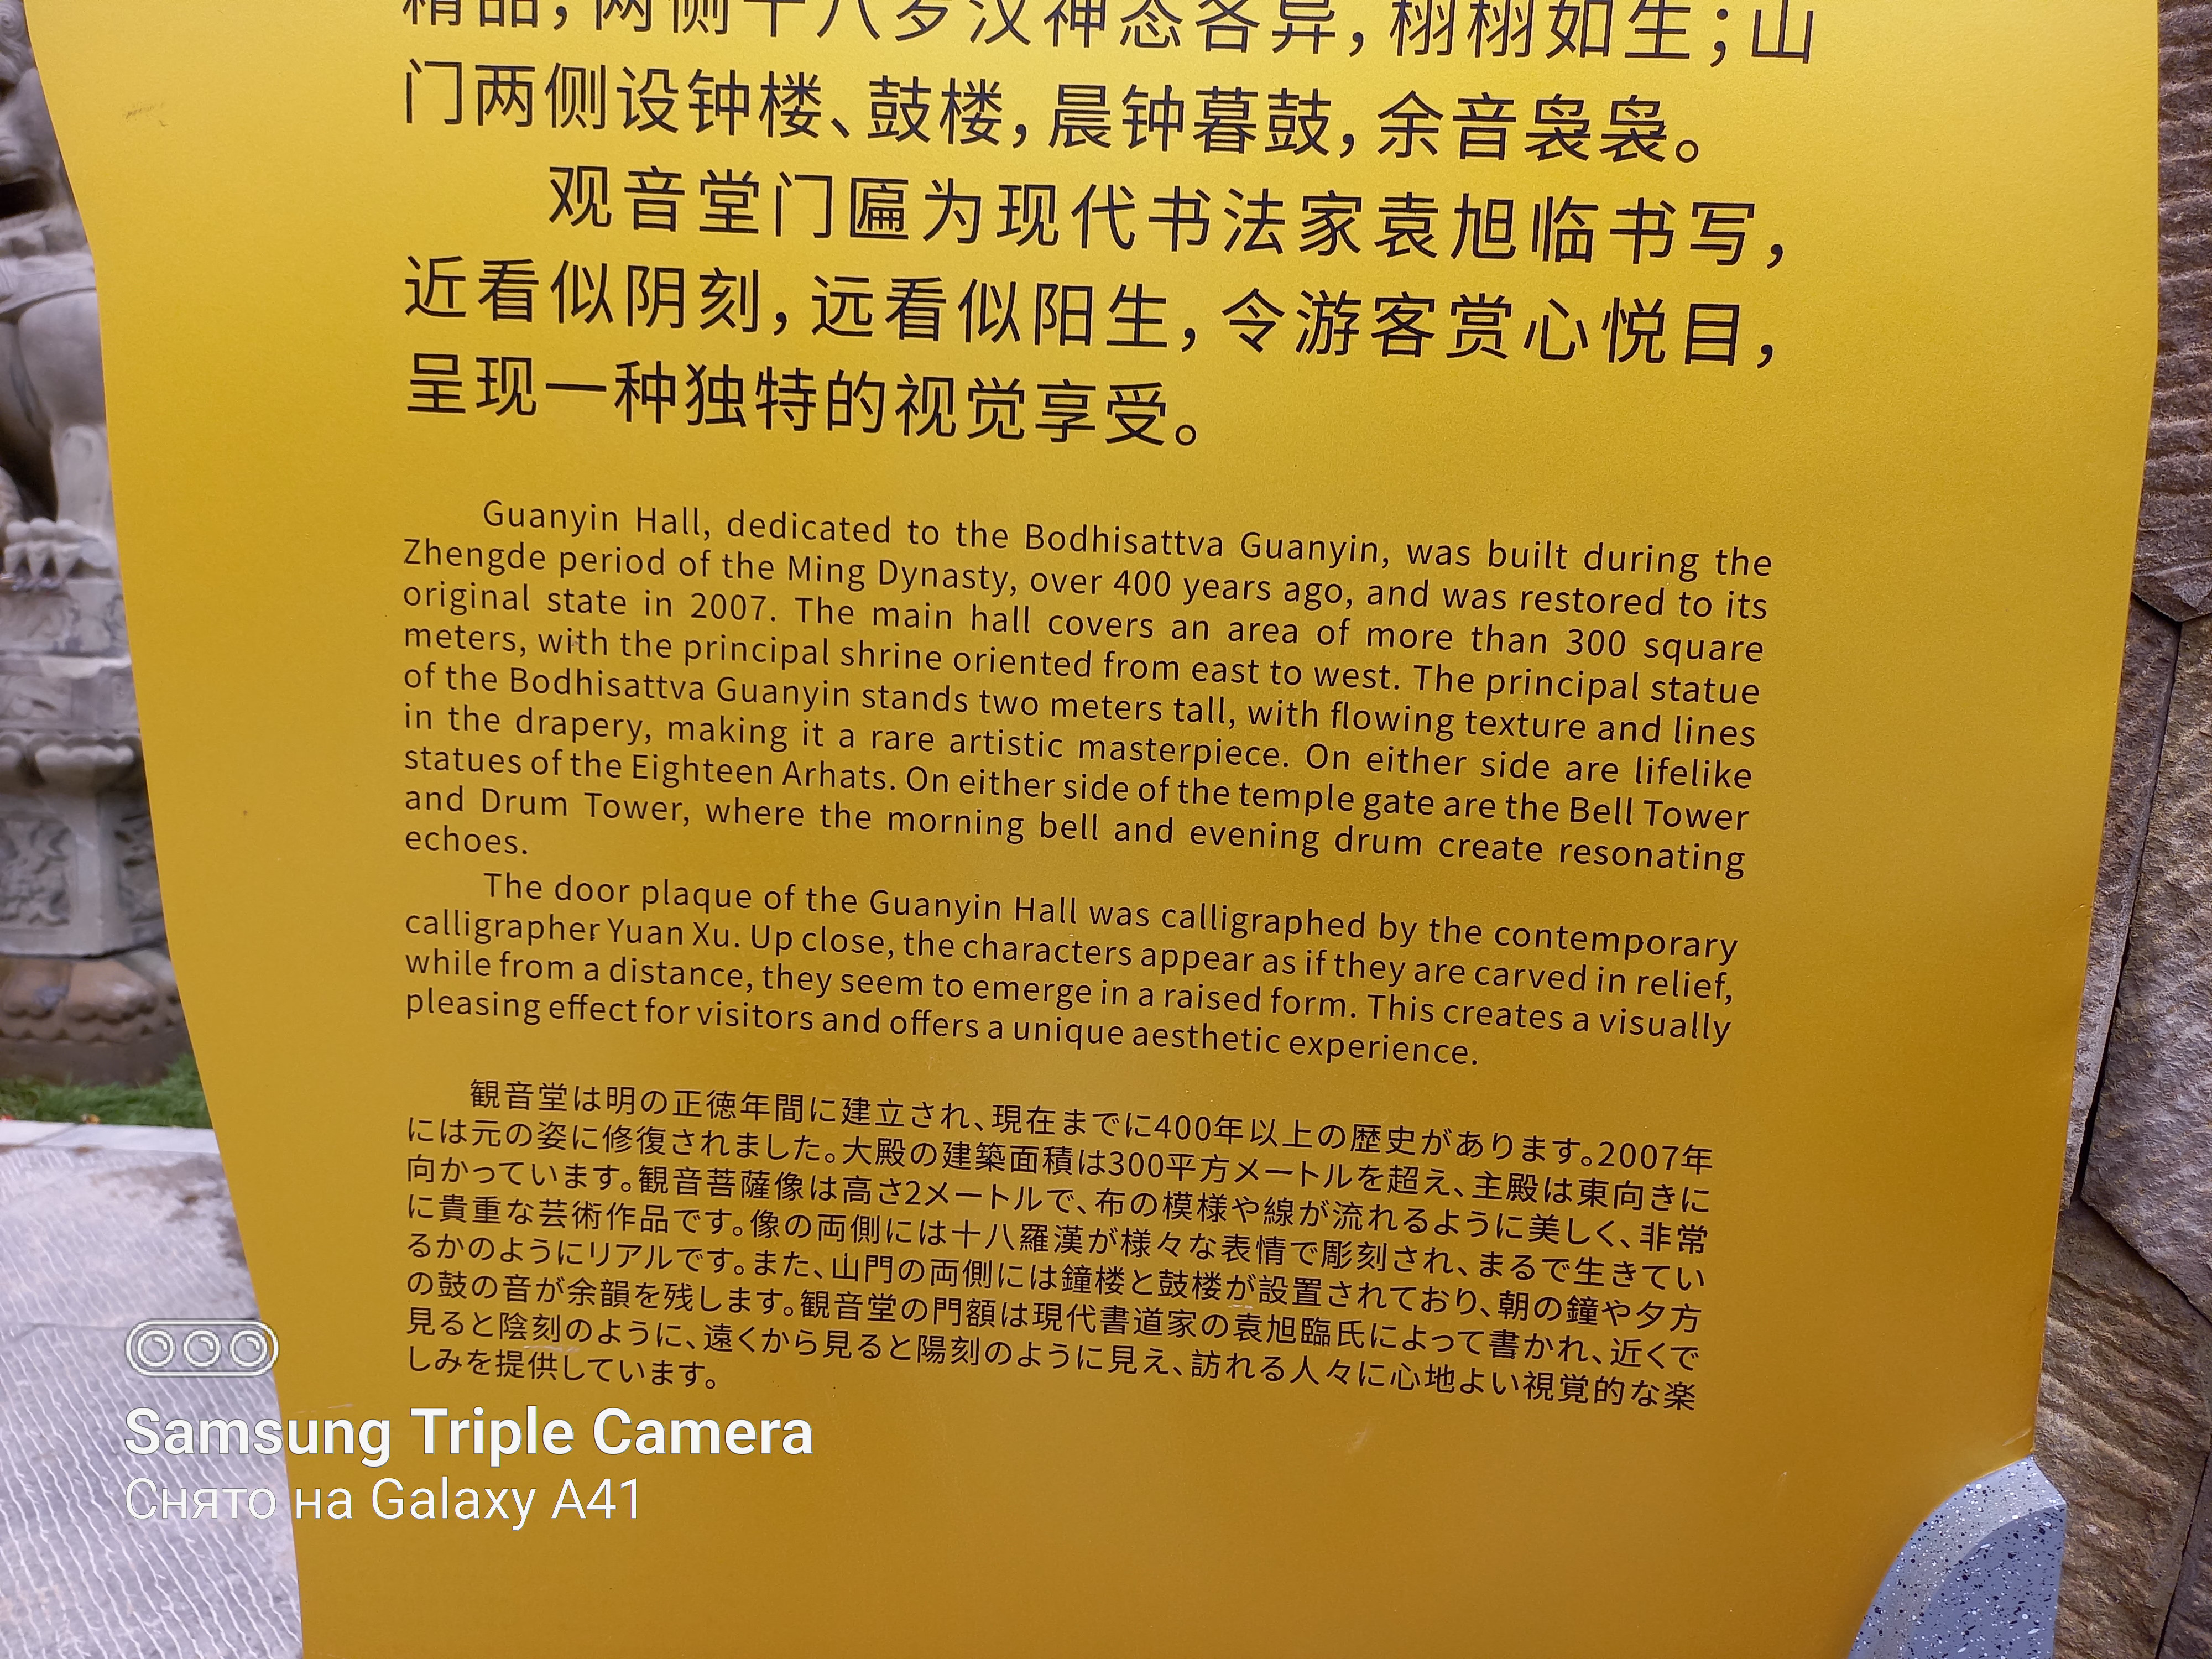 精品，两侧十八罗汉神态各异，栩栩如生；山
门两侧设钟楼、鼓楼，晨钟暮鼓，余音袅袅。
观音堂门匾为现代书法家袁旭临书写，
近看似阴刻，远看似阳生，令游客赏心悦目，
呈现一种独特的视觉享受。
Guanyin Hall, dedicated to the Bodhisattva Guanyin, was built during the
Zhengde period of the Ming Dynasty, over 400 years ago, and was restored to its
original state in 2007. The main hall covers an area of more than 300 square
meters, with the principal shrine oriented from east to west. The principal statue
of the Bodhisattva Guanyin stands two meters tall, with flowing texture and lines
in the drapery, making it a rare artistic masterpiece. On either side are lifelike
statues of the Eighteen Arhats. On either side of the temple gate are the Bell Tower
and Drum Tower, where the morning bell and evening drum create resonating
echoes.
The door plaque of the Guanyin Hall was calligraphed by the contemporary
calligrapher Yuan Xu. Up close, the characters appear as if they are carved in relief,
while from a distance, they seem to emerge in a raised form. This creates a visually
pleasing effect for visitors and offers a unique aesthetic experience.
観音堂は明の正徳年間に建立され、現在までに400年以上の歴史があります。2007年
には元の姿に修復されました。大殿の建築面積は300平方メートルを超え、主殿は東向きに
向かっています。観音菩薩像は高さ2メートルで、布の模様や線が流れるように美しく、非常
に貴重な芸術作品です。像の両側には十八羅漢が様々な表情で彫刻され、まるで生きてい
るかのようにリアルです。また、山門の両側には鐘楼と鼓楼が設置されており、朝の鐘や夕方
の鼓の音が余韻を残します。観音堂の門額は現代書道家の袁旭臨氏によって書かれ、近くで
見ると陰刻のように、遠くから見ると陽刻のように見え、訪れる人々に心地よい視覚的な楽
しみを提供しています。
Samsung Triple Camera
Снято на Galaxy A41